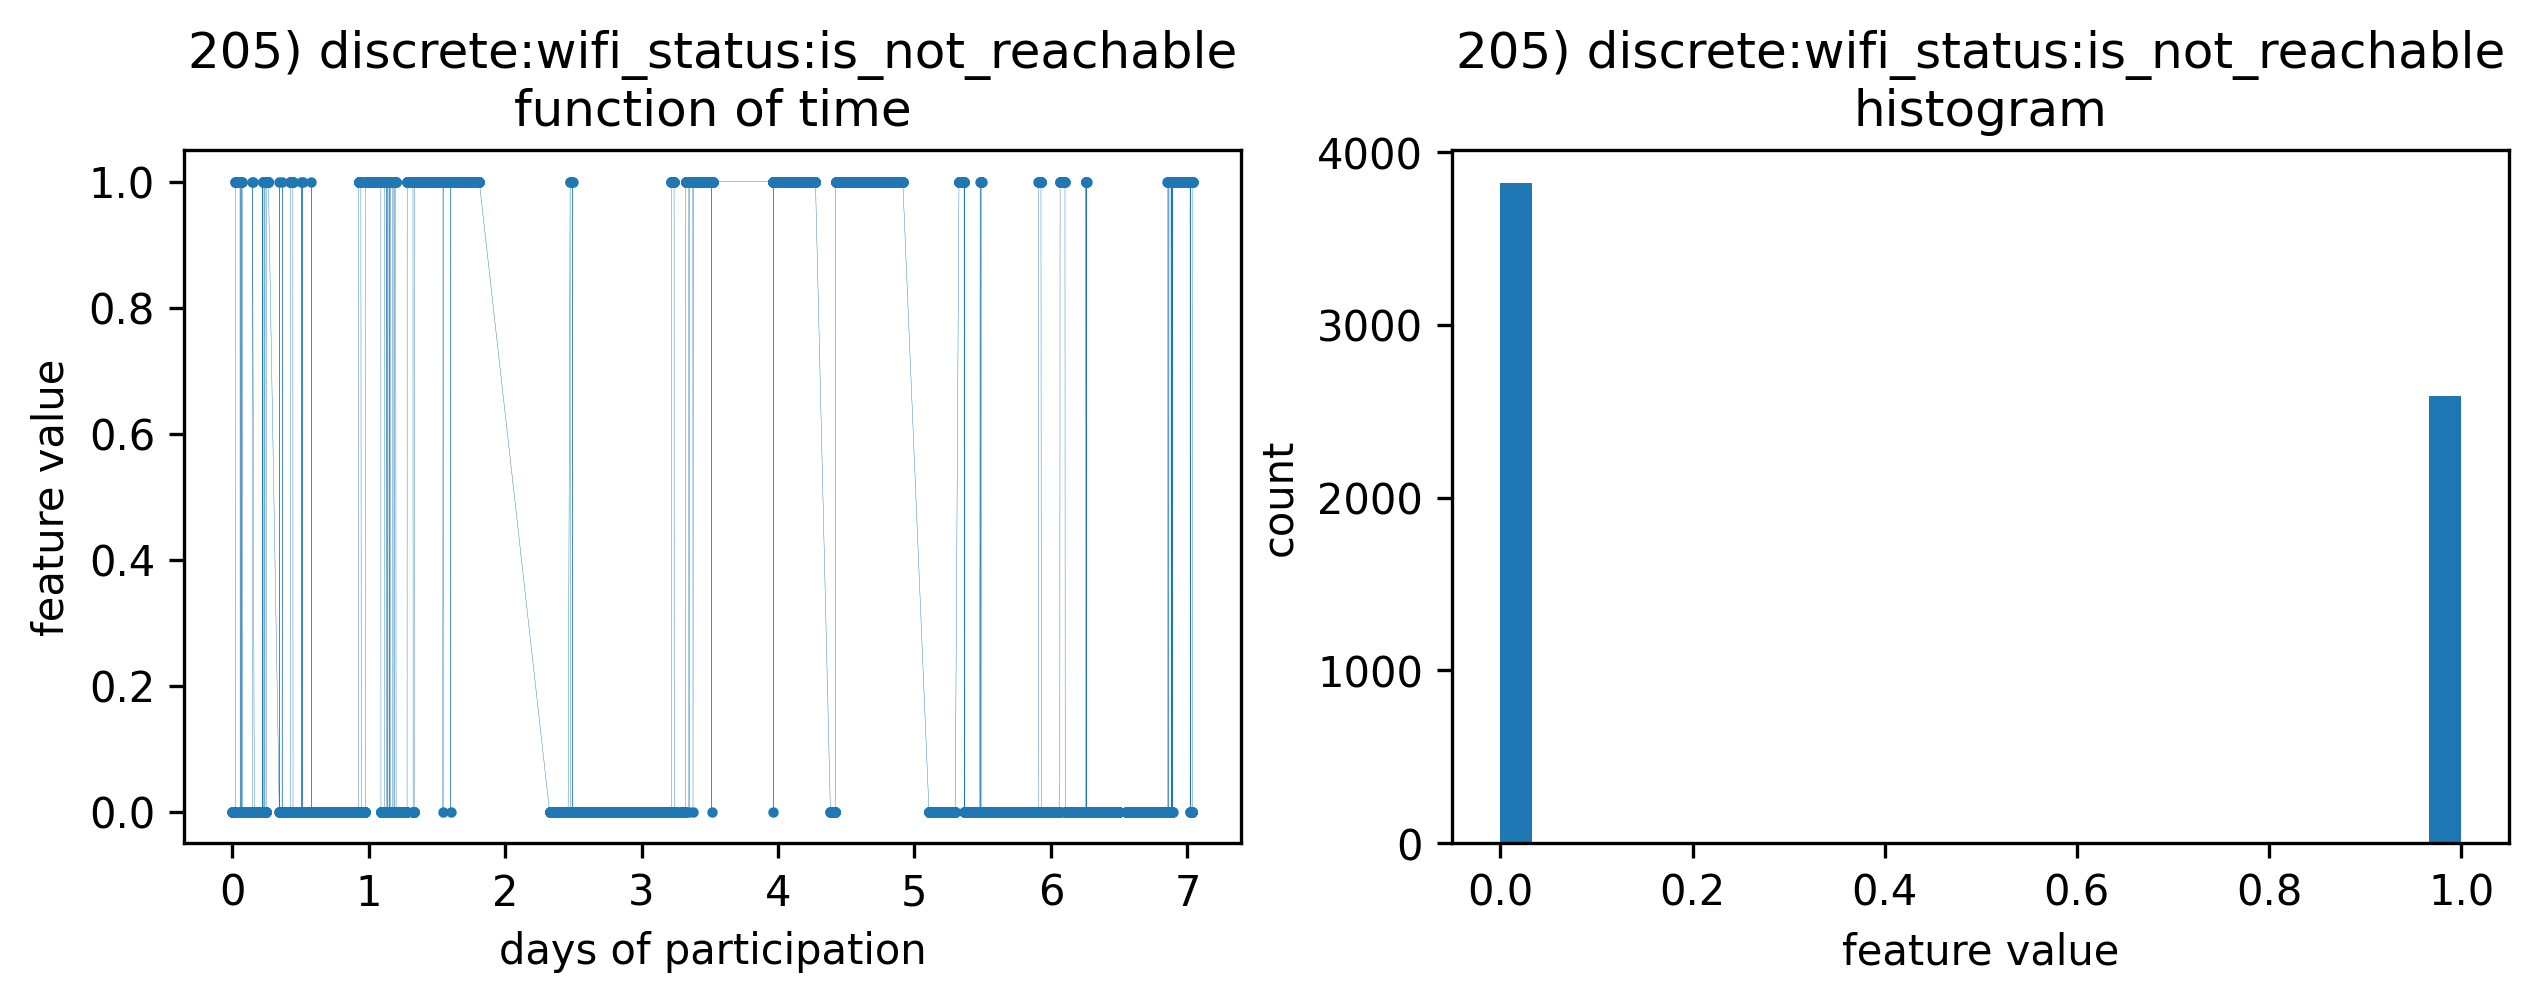 205) discrete:wifi_status:is_not_reachable
function of time
1.0
0.8
0.6
0.4
0.2
0.0
feature value
0 1 2 3 4 5 6 7
days of participation
205) discrete:wifi_status:is_not_reachable
histogram
4000
3000
2000
1000
0
count
0.0 0.2 0.4 0.6 0.8 1.0
feature value